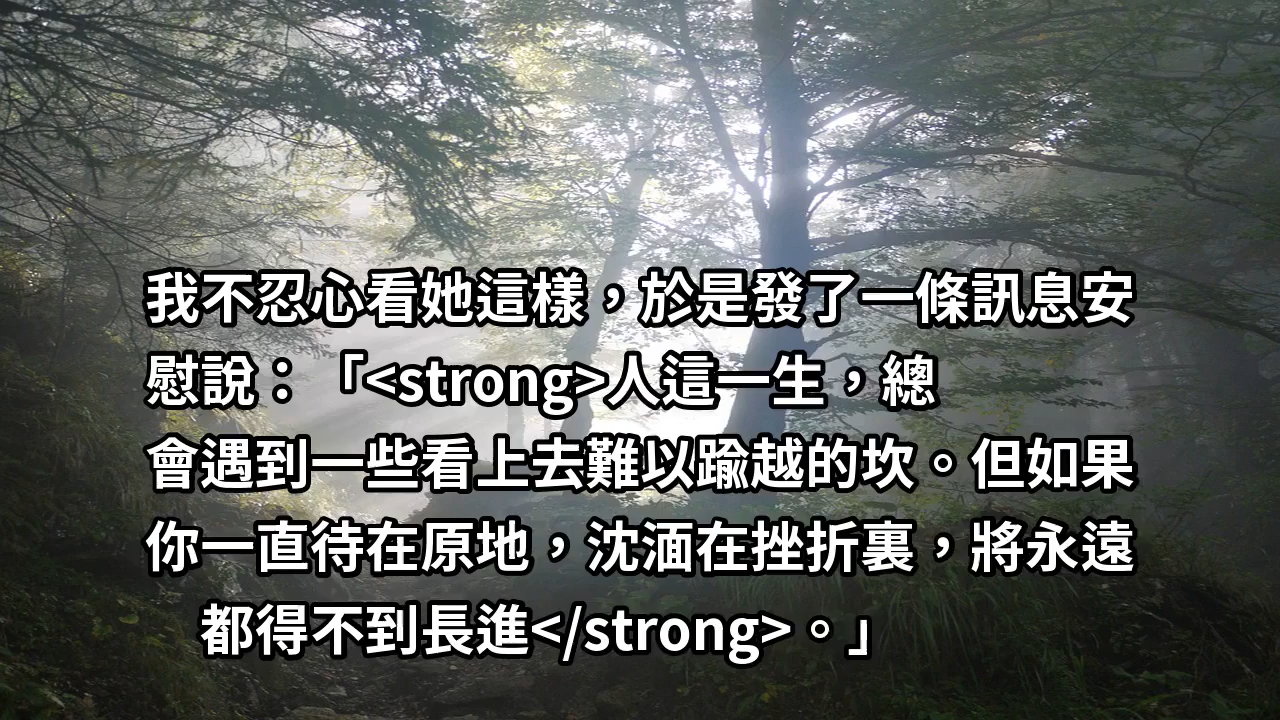 我不忍心看她這樣，於是發了一條訊息安
慰說：「<strong>人這一生，總
會遇到一些看上去難以踰越的坎。但如果
你一直待在原地，沈湎在挫折裏，將永遠
都得不到長進</strong>。」